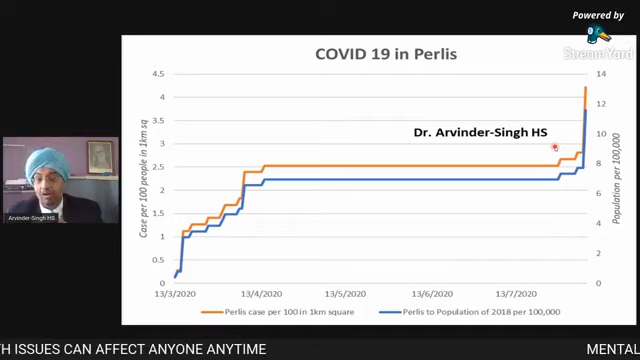 Powered by
StreamYard
COVID 19 in Perlis
4.5
4
3.5
3
2.5
2
1.5
1
0.5
0
Case per 100 people in 1km sq
14
12
10
8
6
4
2
0
Population per 100,000
Dr. Arvinder-Singh HS
13/3/2020
13/4/2020
13/5/2020
13/6/2020
13/7/2020
Perlis case per 100 in 1km square
Perlis to Population of 2018 per 100,000
Arvinder-Singh HS
TH ISSUES CAN AFFECT ANYONE ANYTIME
MENTAL